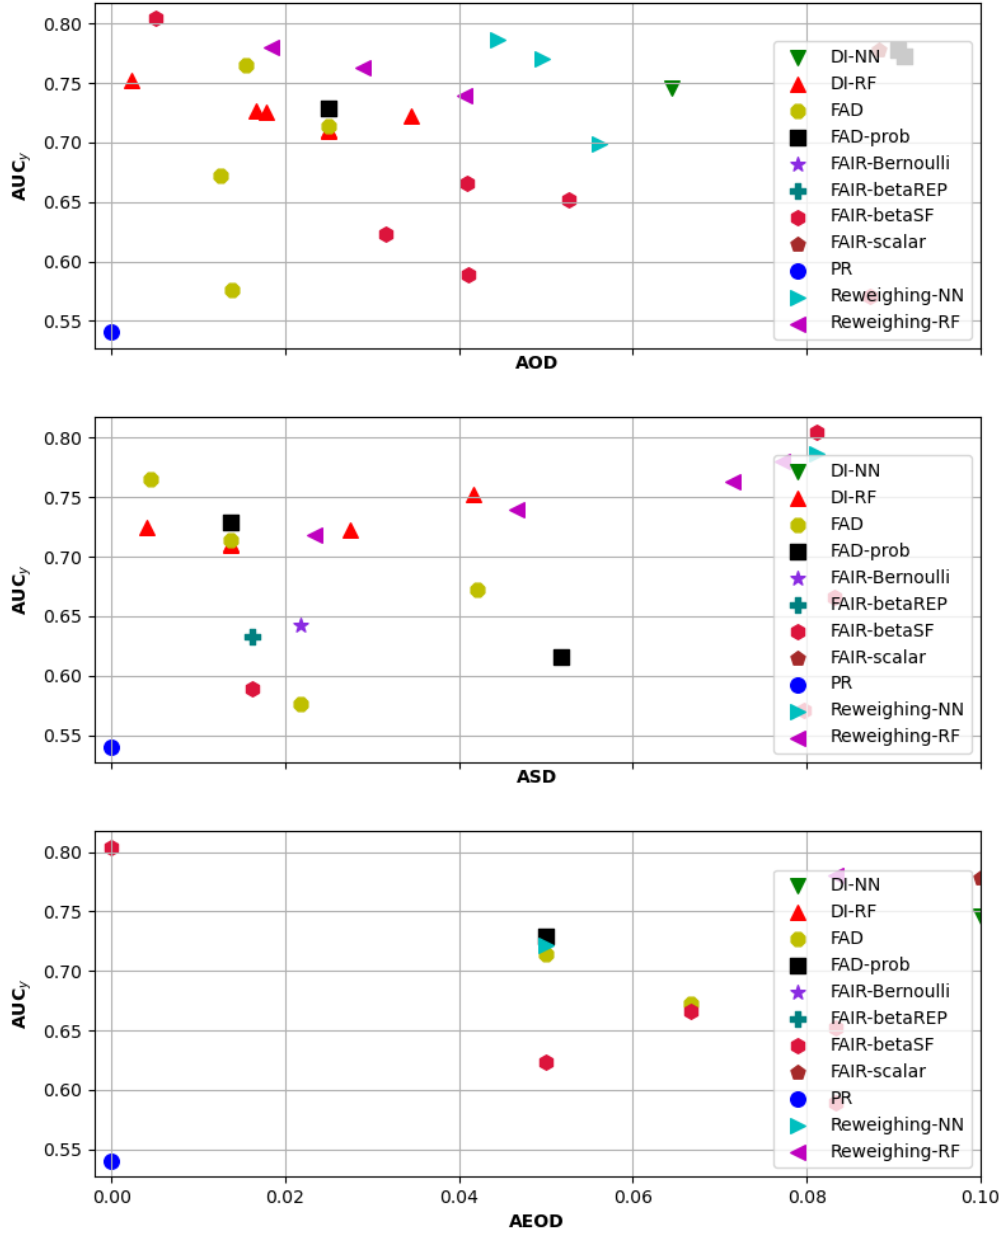 0.80
0.75
0.70
0.65
0.60
0.55
AUCy
DI-NN
DI-RF
FAD
FAD-prob
FAIR-Bernoulli
FAIR-betaREP
FAIR-betaSF
FAIR-scalar
PR
Reweighing-NN
Reweighing-RF
AOD
0.80
0.75
0.70
0.65
0.60
0.55
AUCy
DI-NN
DI-RF
FAD
FAD-prob
FAIR-Bernoulli
FAIR-betaREP
FAIR-betaSF
FAIR-scalar
PR
Reweighing-NN
Reweighing-RF
ASD
0.80
0.75
0.70
0.65
0.60
0.55
AUCy
DI-NN
DI-RF
FAD
FAD-prob
FAIR-Bernoulli
FAIR-betaREP
FAIR-betaSF
FAIR-scalar
PR
Reweighing-NN
Reweighing-RF
0.00 0.02 0.04 0.06 0.08 0.10
AEOD